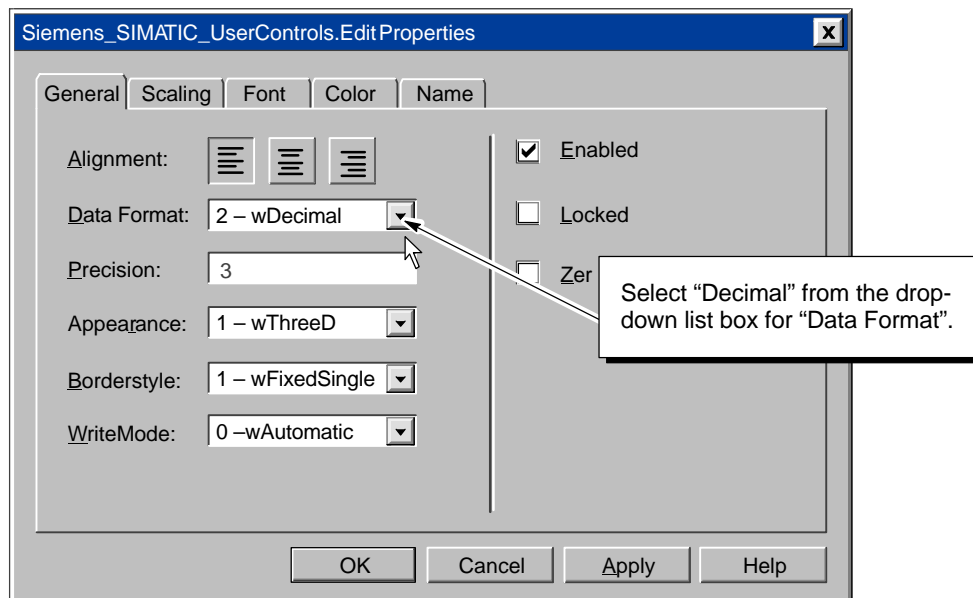 Siemens_SIMATIC_UserControls.Edit Properties
General Scaling Font Color Name
Alignment:
Enabled
Data Format: 2 – wDecimal
Locked
Precision: 3
Zer
Select “Decimal” from the drop-
down list box for “Data Format”.
Appearance: 1 – wThreeD
Borderstyle: 1 – wFixedSingle
WriteMode: 0 –wAutomatic
OK Cancel Apply Help